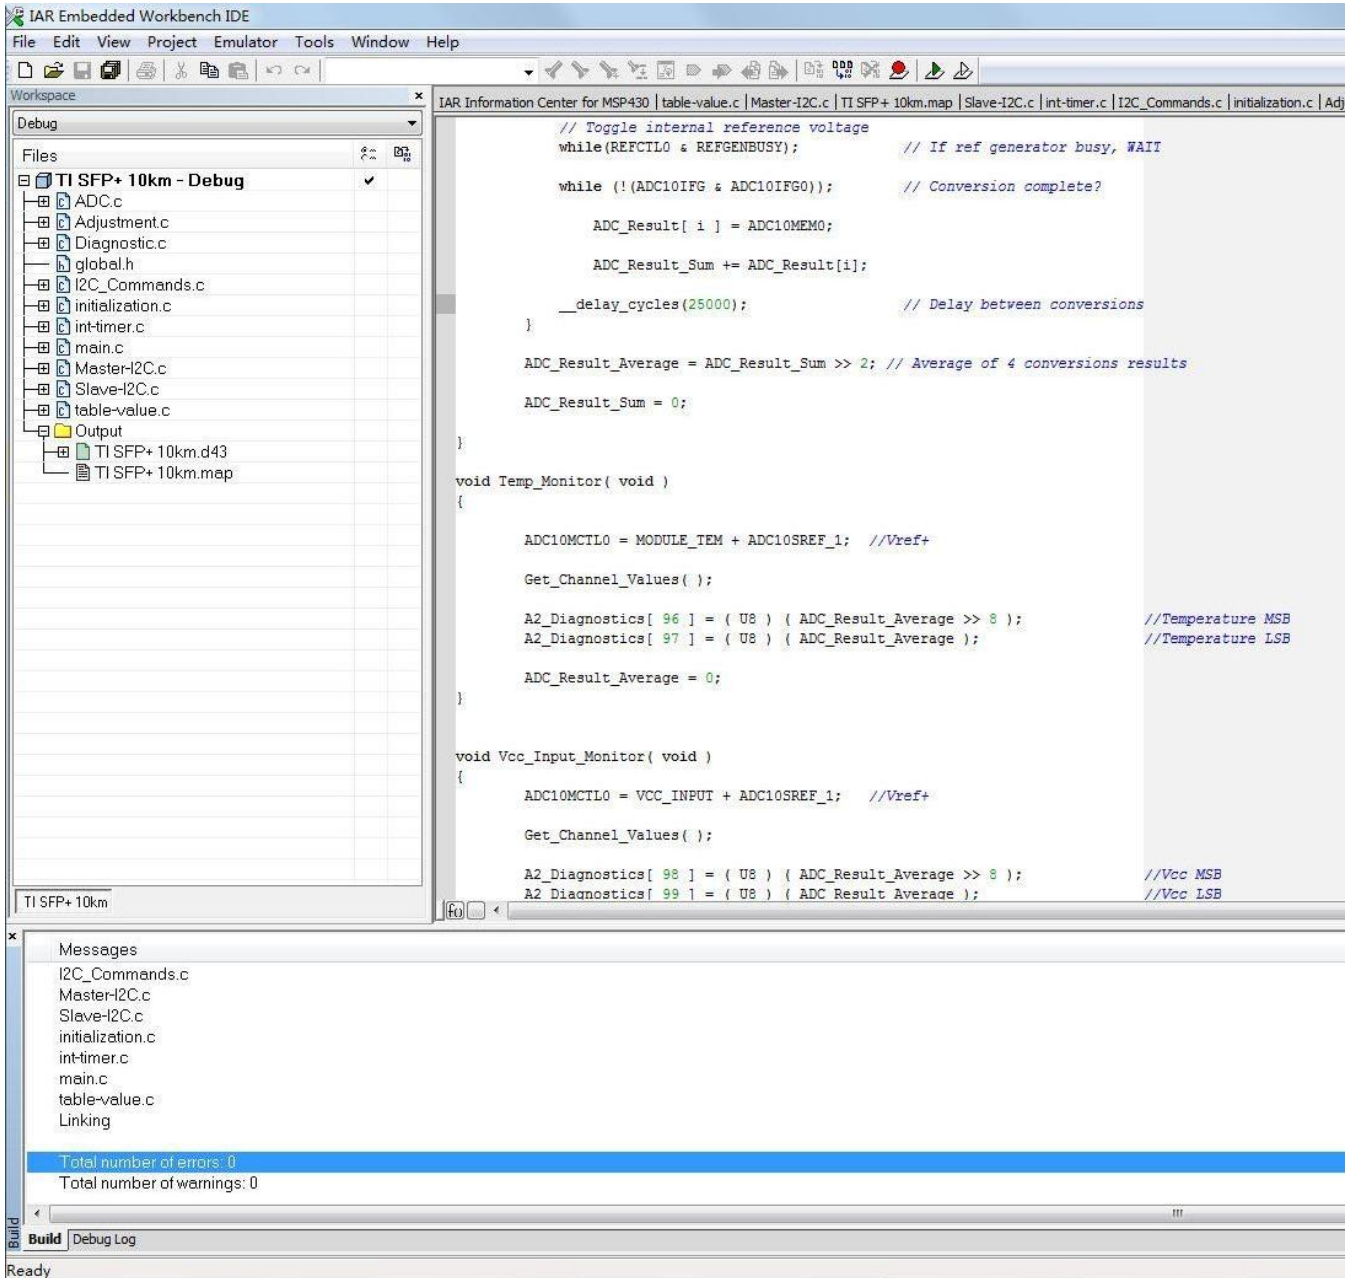 IAR Embedded Workbench IDE
File Edit View Project Emulator Tools Window Help
Workspace
IAR Information Center for MSP430 | table-value.c | Master-I2C.c | TI SFP+ 10km.map | Slave-I2C.c | int-timer.c | I2C_Commands.c | initialization.c | Adj
Debug
Files
TI SFP+ 10km - Debug
ADC.c
Adjustment.c
Diagnostic.c
global.h
I2C_Commands.c
initialization.c
int-timer.c
main.c
Master-I2C.c
Slave-I2C.c
table-value.c
Output
TI SFP+ 10km.d43
TI SFP+ 10km.map
TI SFP+ 10km
// Toggle internal reference voltage
while(REFCTL0 & REFGENBUSY); // If ref generator busy, WAIT
while (!(ADC10IFG & ADC10IFG0)); // Conversion complete?
ADC_Result[ i ] = ADC10MEM0;
ADC_Result_Sum += ADC_Result[i];
__delay_cycles(25000); // Delay between conversions
}
ADC_Result_Average = ADC_Result_Sum >> 2; // Average of 4 conversions results
ADC_Result_Sum = 0;
}
void Temp_Monitor( void )
{
ADC10MCTL0 = MODULE_TEM + ADC10SREF_1; //Vref+
Get_Channel_Values( );
A2_Diagnostics[ 96 ] = ( U8 ) ( ADC_Result_Average >> 8 ); //Temperature MSB
A2_Diagnostics[ 97 ] = ( U8 ) ( ADC_Result_Average ); //Temperature LSB
ADC_Result_Average = 0;
}
void Vcc_Input_Monitor( void )
{
ADC10MCTL0 = VCC_INPUT + ADC10SREF_1; //Vref+
Get_Channel_Values( );
A2_Diagnostics[ 98 ] = ( U8 ) ( ADC_Result_Average >> 8 ); //Vcc MSB
A2_Diagnostics[ 99 ] = ( U8 ) ( ADC_Result_Average ); //Vcc LSB
f()
Messages
I2C_Commands.c
Master-I2C.c
Slave-I2C.c
initialization.c
int-timer.c
main.c
table-value.c
Linking
Total number of errors: 0
Total number of warnings: 0
Build
Build Debug Log
Ready